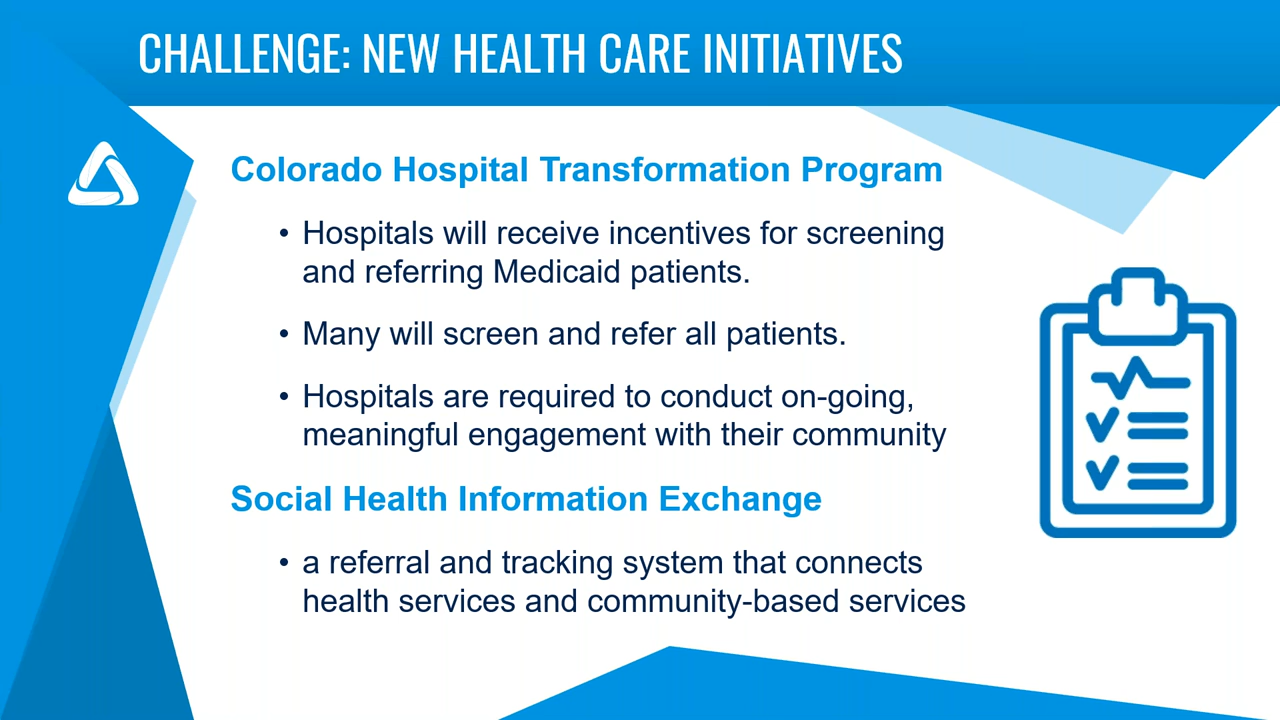 CHALLENGE: NEW HEALTH CARE INITIATIVES
Colorado Hospital Transformation Program
• Hospitals will receive incentives for screening
and referring Medicaid patients.
• Many will screen and refer all patients.
• Hospitals are required to conduct on-going,
meaningful engagement with their community
Social Health Information Exchange
• a referral and tracking system that connects
health services and community-based services